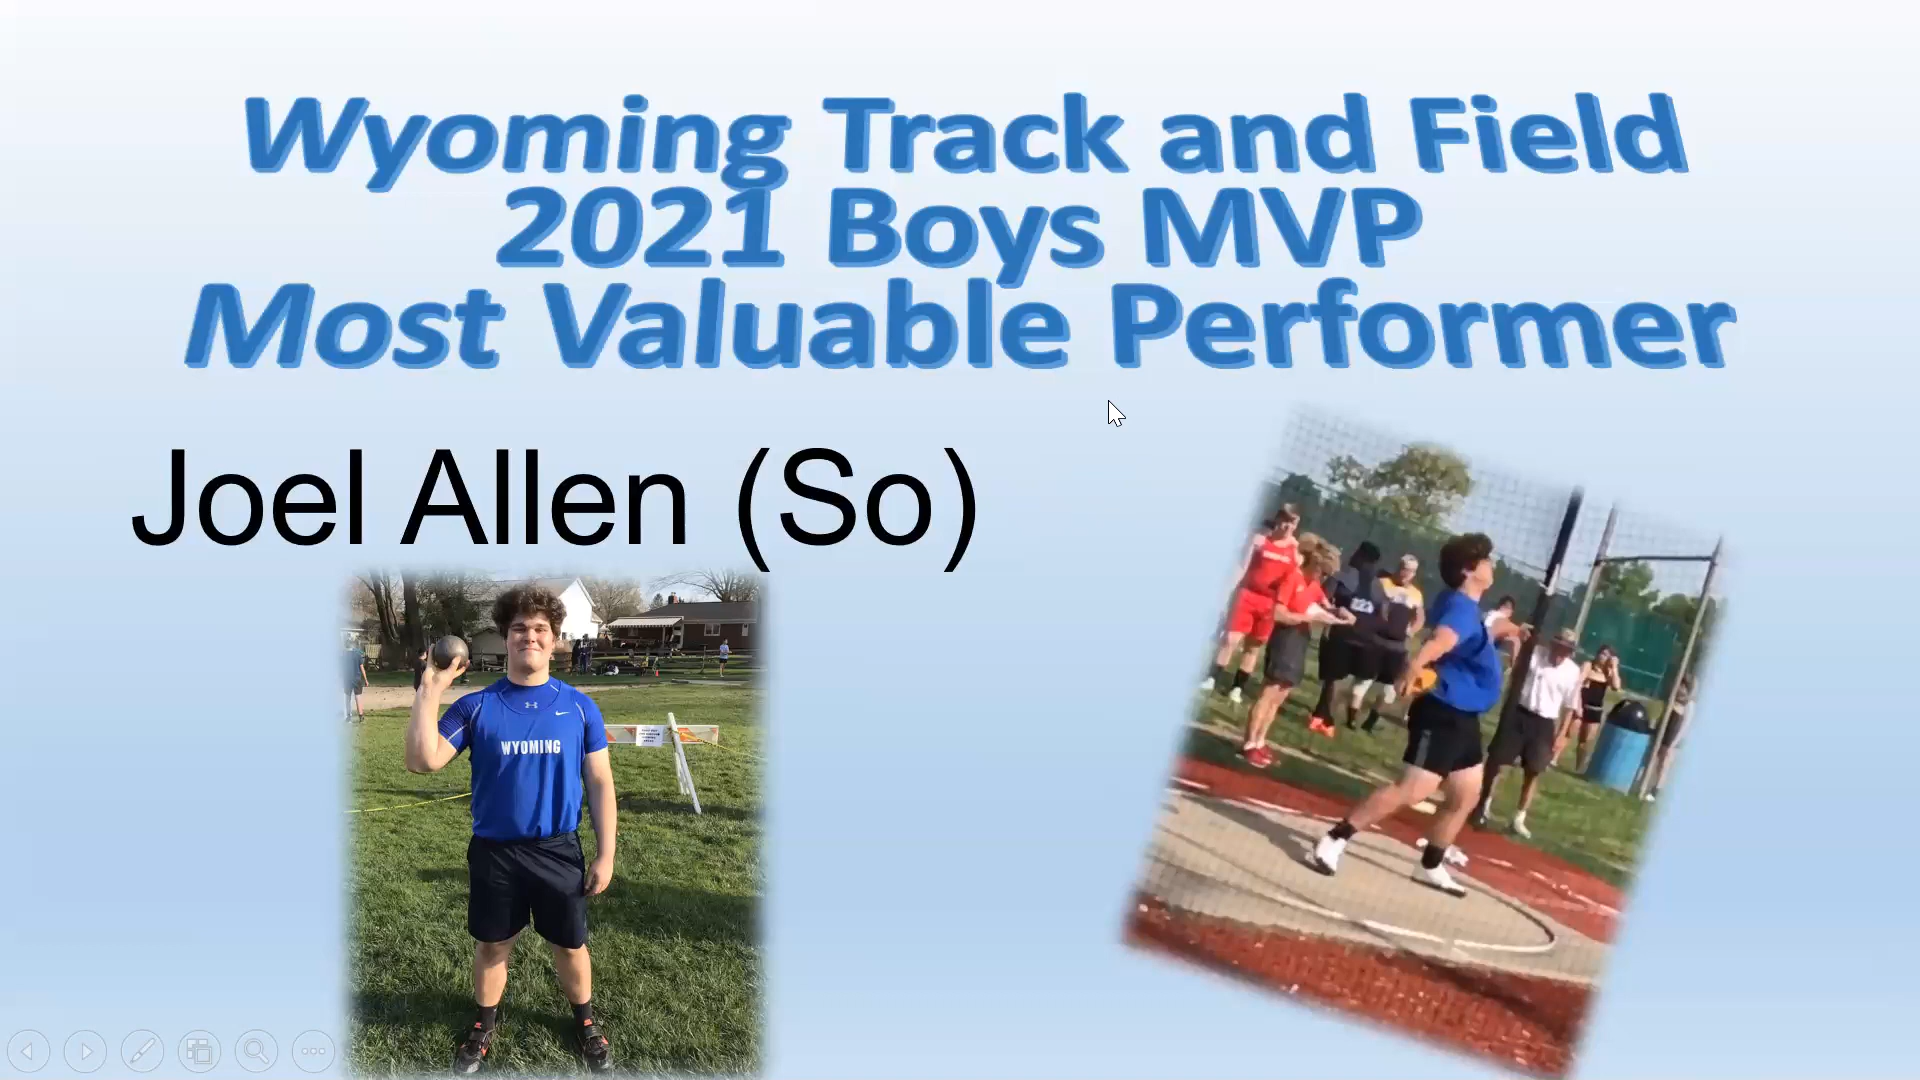 Wyoming Track and Field
2021 Boys MVP
Most Valuable Performer
Joel Allen (So)
WYOMING